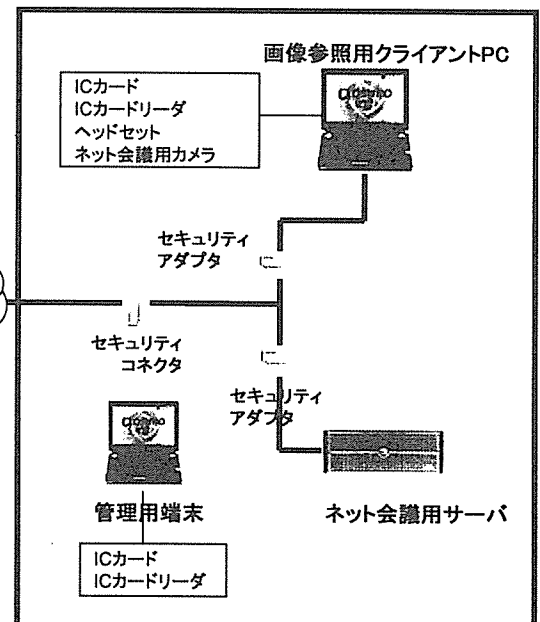 画像参照用クライアントPC
ICカード
ICカードリーダ
ヘッドセット
ネット会議用カメラ
セキュリティ
アダプタ
セキュリティ
コネクタ
セキュリティ
アダプタ
管理用端末
ネット会議用サーバ
ICカード
ICカードリーダ